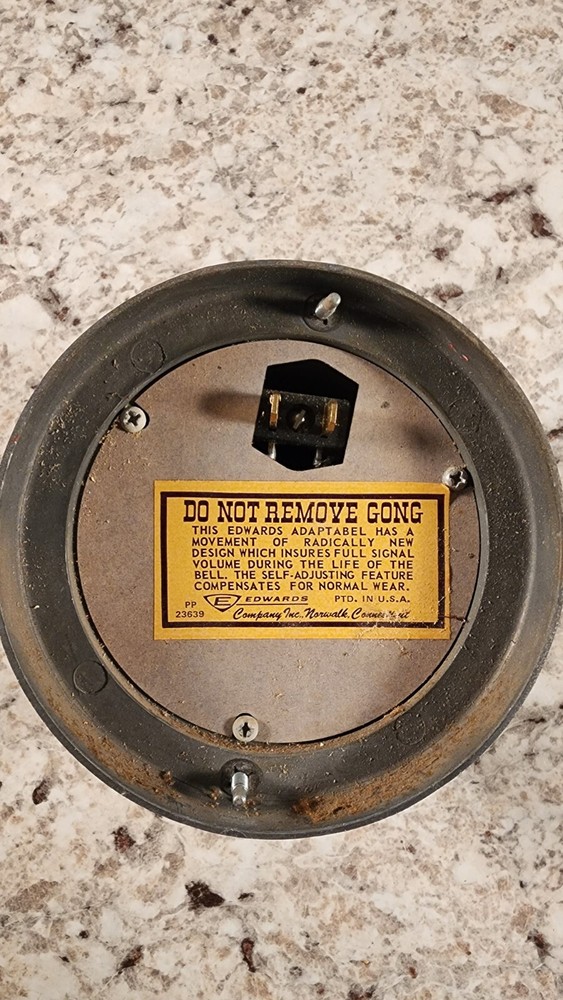 DO NOT REMOVE GONG
THIS EDWARDS ADAPTABEL HAS A
MOVEMENT OF RADICALLY NEW
DESIGN WHICH INSURES FULL SIGNAL
VOLUME DURING THE LIFE OF THE
BELL. THE SELF-ADJUSTING FEATURE
COMPENSATES FOR NORMAL WEAR.
PP E EDWARDS PTD. IN U.S.A.
23639 Company Inc., Norwalk, Connecticut